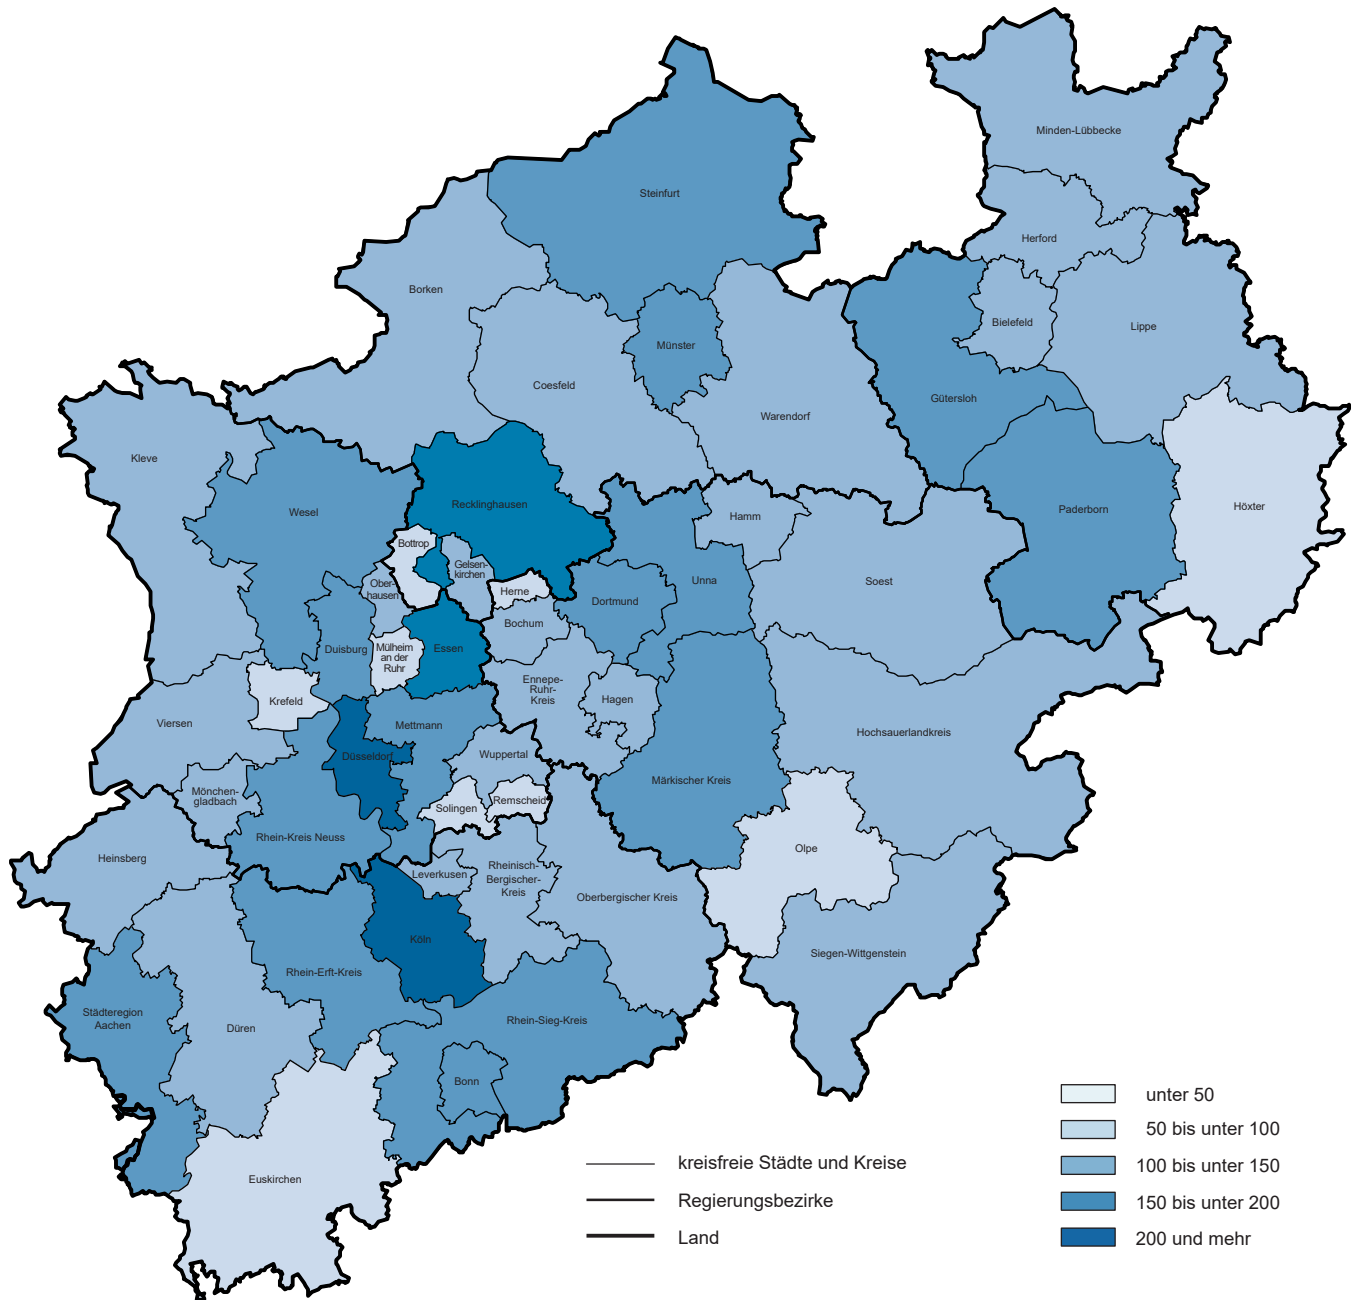 Minden-Lübbecke
Steinfurt
Herford
Borken
Bielefeld
Lippe
Münster
Coesfeld
Gütersloh
Warendorf
Kleve
Recklinghausen
Höxter
Wesel
Paderborn
Hamm
Bottrop
Gelsen-
kirchen
Unna
Soest
Ober-
hausen
Herne
Dortmund
Bochum
Duisburg
Mülheim
an der
Ruhr
Essen
Ennepe-
Ruhr-
Kreis
Hagen
Krefeld
Viersen
Mettmann
Hochsauerlandkreis
Düsseldorf
Wuppertal
Märkischer Kreis
Mönchen-
gladbach
Solingen
Remscheid
Rhein-Kreis Neuss
Olpe
Heinsberg
Leverkusen
Rheinisch-
Bergischer-
Kreis
Oberbergischer Kreis
Köln
Siegen-Wittgenstein
Rhein-Erft-Kreis
Städteregion
Aachen
Düren
Rhein-Sieg-Kreis
Bonn
Euskirchen
kreisfreie Städte und Kreise
Regierungsbezirke
Land
unter 50
50 bis unter 100
100 bis unter 150
150 bis unter 200
200 und mehr